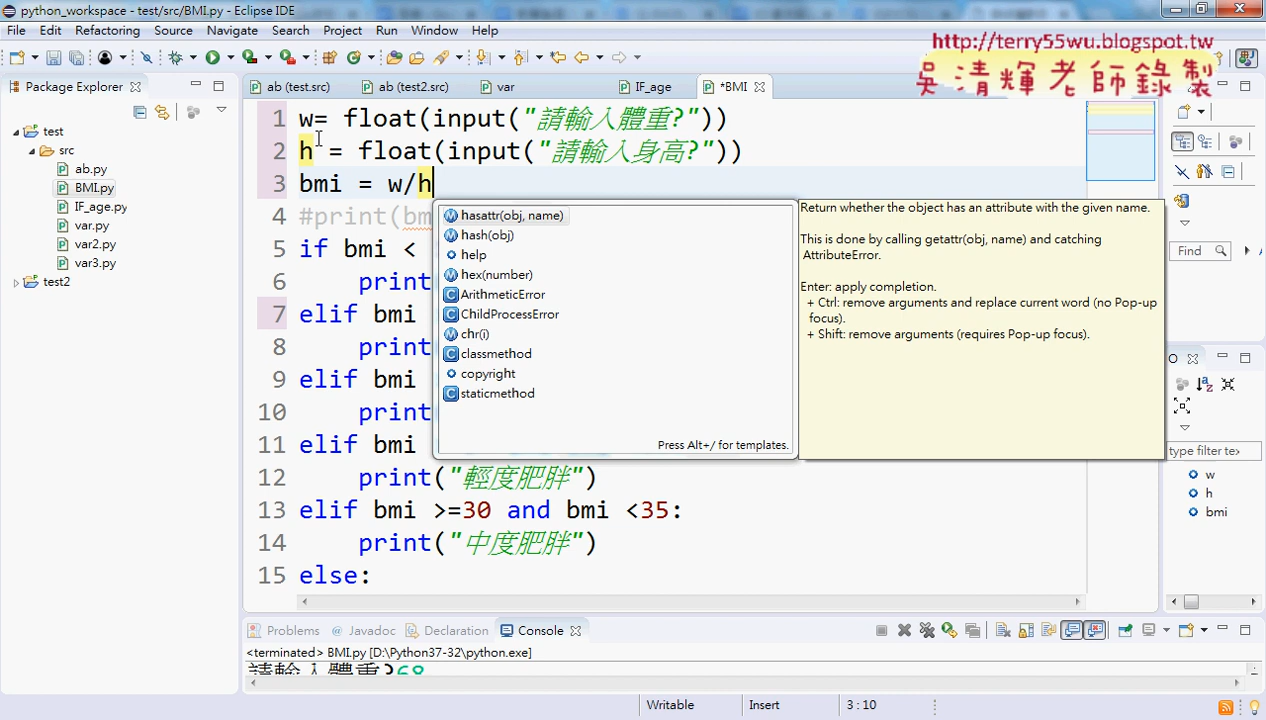 python_workspace - test/src/BMI.py - Eclipse IDE
File Edit Refactoring Source Navigate Search Project Run Window Help
http://terry55wu.blogspot.tw
吳清輝老師錄製
Package Explorer
ab (test.src) ab (test2.src) var IF_age *BMI
test
src
ab.py
BMI.py
IF_age.py
var.py
var2.py
var3.py
test2
1 w= float(input("請輸入體重?"))
2 h = float(input("請輸入身高?"))
3 bmi = w/h
4 #print(bm
5 if bmi <
6 print
7 elif bmi
8 print
9 elif bmi
10 print
11 elif bmi
12 print("輕度肥胖")
13 elif bmi >=30 and bmi <35:
14 print("中度肥胖")
15 else:
hasattr(obj, name)
hash(obj)
help
hex(number)
ArithmeticError
ChildProcessError
chr(i)
classmethod
copyright
staticmethod
Press Alt+/ for templates.
Return whether the object has an attribute with the given name.
This is done by calling getattr(obj, name) and catching
AttributeError.
Enter: apply completion.
+ Ctrl: remove arguments and replace current word (no Pop-up
focus).
+ Shift: remove arguments (requires Pop-up focus).
Find
type filter tex
w
h
bmi
Problems Javadoc Declaration Console
<terminated> BMI.py [D:\Python37-32\python.exe]
請輸入體重?68
Writable Insert 3 : 10